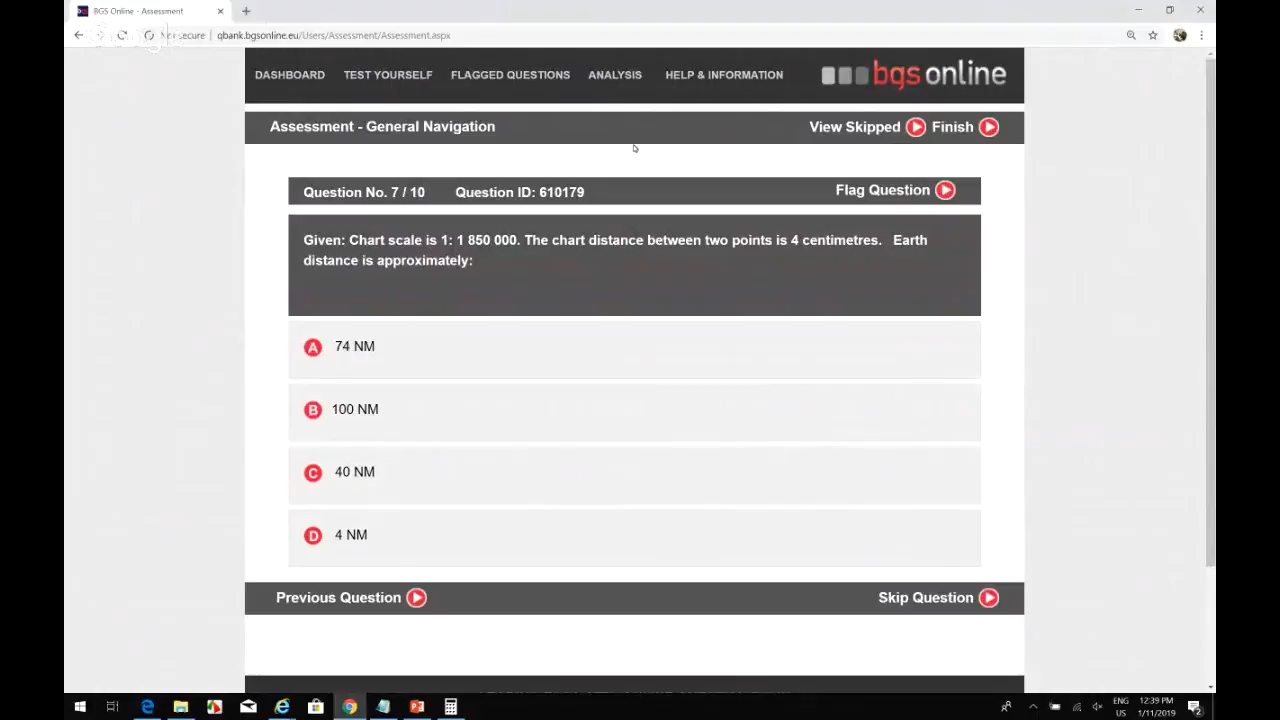 BGS Online - Assessment
qbank.bgsonline.eu/Users/Assessment/Assessment.aspx
DASHBOARD TEST YOURSELF FLAGGED QUESTIONS ANALYSIS HELP & INFORMATION bgs online
Assessment - General Navigation View Skipped Finish
Question No. 7 / 10 Question ID: 610179 Flag Question
Given: Chart scale is 1: 1 850 000. The chart distance between two points is 4 centimetres. Earth
distance is approximately:
A 74 NM
B 100 NM
C 40 NM
D 4 NM
Previous Question Skip Question
ENG 12:39 PM
US 1/11/2019
2